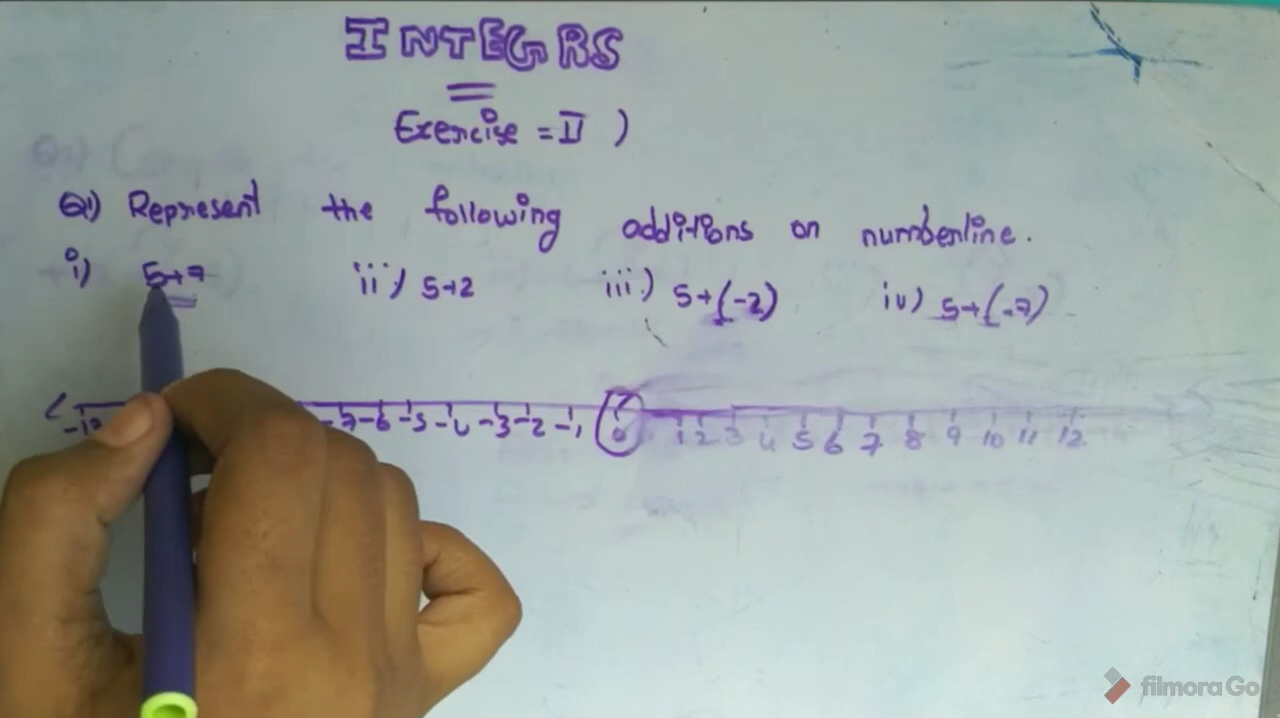 INTEGRS
Exercise = II )
Q1) Represent the following additions on numberline.
i) 5+7 ii) 5+2 iii) 5+(-2) iv) 5+(-7)
-7 -6 -5 -4 -3 -2 -1 0 1 2 3 4 5 6 7 8 9 10 11 12
filmora Go